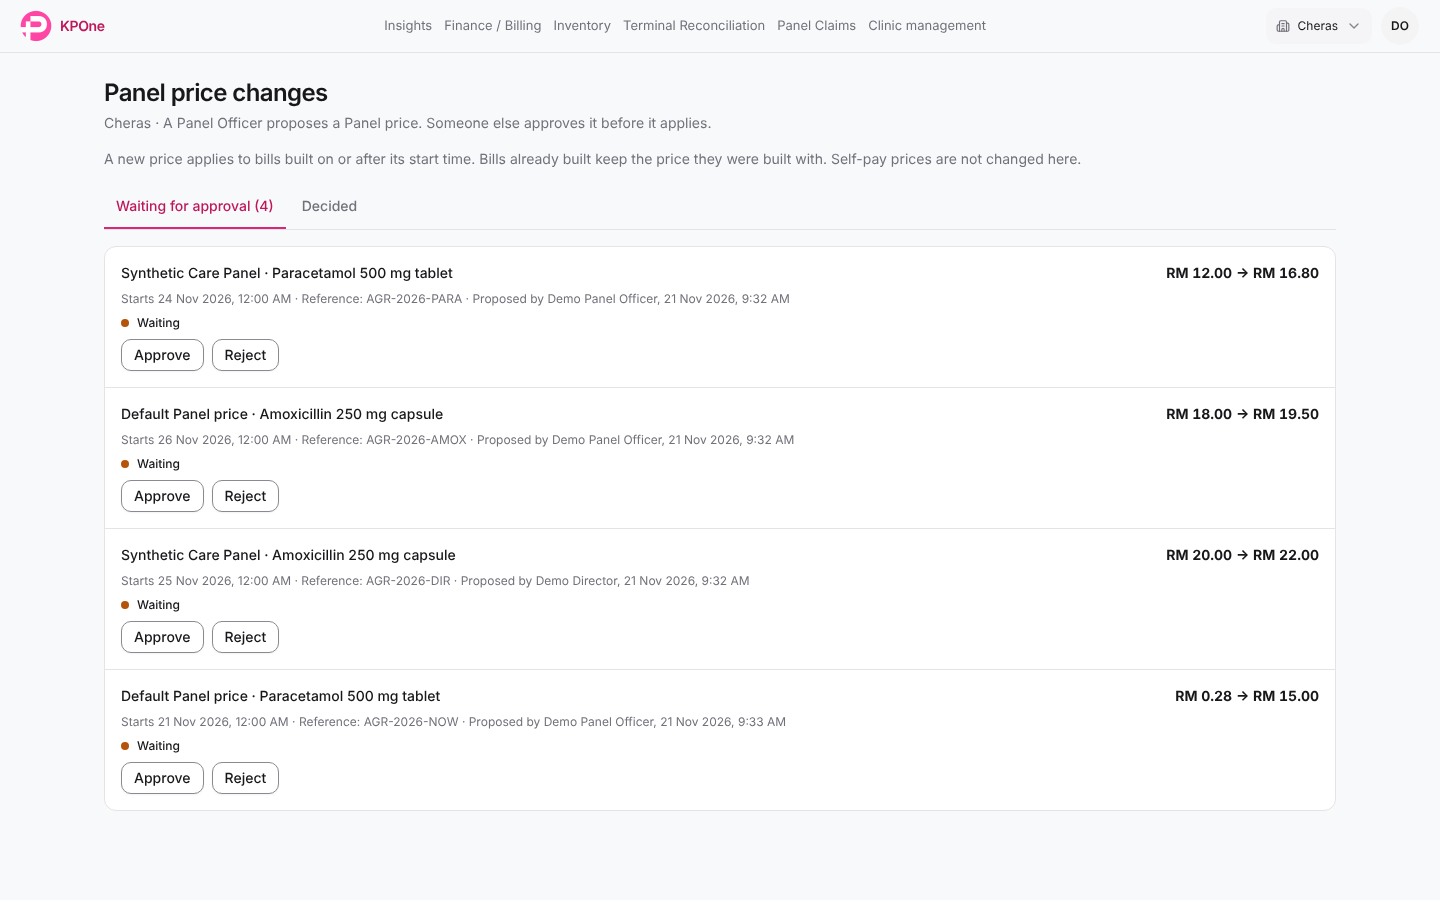 KPOne
Insights Finance / Billing Inventory Terminal Reconciliation Panel Claims Clinic management
Cheras
DO
Panel price changes
Cheras · A Panel Officer proposes a Panel price. Someone else approves it before it applies.
A new price applies to bills built on or after its start time. Bills already built keep the price they were built with. Self-pay prices are not changed here.
Waiting for approval (4) Decided
Synthetic Care Panel · Paracetamol 500 mg tablet RM 12.00 → RM 16.80
Starts 24 Nov 2026, 12:00 AM · Reference: AGR-2026-PARA · Proposed by Demo Panel Officer, 21 Nov 2026, 9:32 AM
Waiting
Approve Reject
Default Panel price · Amoxicillin 250 mg capsule RM 18.00 → RM 19.50
Starts 26 Nov 2026, 12:00 AM · Reference: AGR-2026-AMOX · Proposed by Demo Panel Officer, 21 Nov 2026, 9:32 AM
Waiting
Approve Reject
Synthetic Care Panel · Amoxicillin 250 mg capsule RM 20.00 → RM 22.00
Starts 25 Nov 2026, 12:00 AM · Reference: AGR-2026-DIR · Proposed by Demo Director, 21 Nov 2026, 9:32 AM
Waiting
Approve Reject
Default Panel price · Paracetamol 500 mg tablet RM 0.28 → RM 15.00
Starts 21 Nov 2026, 12:00 AM · Reference: AGR-2026-NOW · Proposed by Demo Panel Officer, 21 Nov 2026, 9:33 AM
Waiting
Approve Reject